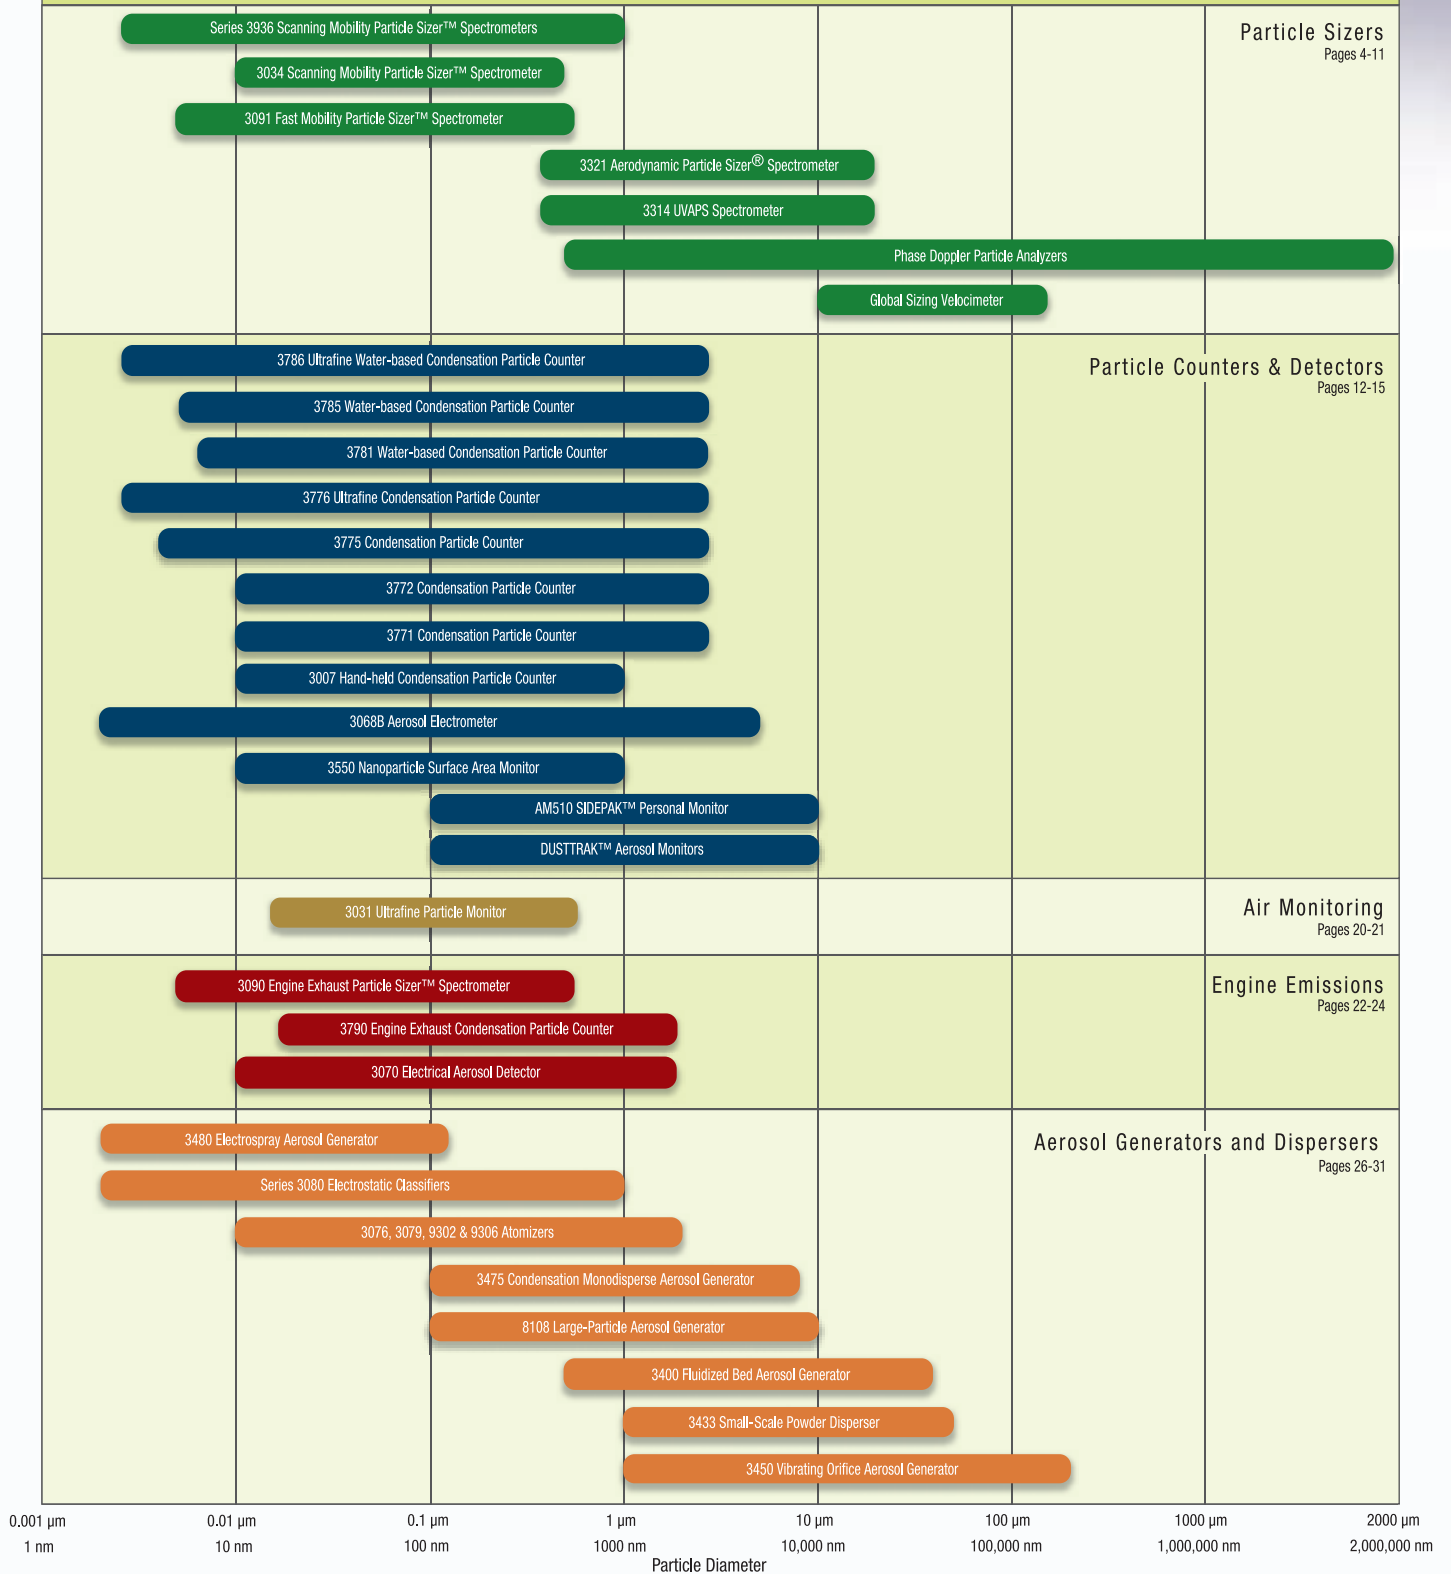 Series 3936 Scanning Mobility Particle Sizer™ Spectrometers
Particle Sizers
Pages 4-11
3034 Scanning Mobility Particle Sizer™ Spectrometer
3091 Fast Mobility Particle Sizer™ Spectrometer
3321 Aerodynamic Particle Sizer® Spectrometer
3314 UVAPS Spectrometer
Phase Doppler Particle Analyzers
Global Sizing Velocimeter
3786 Ultrafine Water-based Condensation Particle Counter
Particle Counters & Detectors
Pages 12-15
3785 Water-based Condensation Particle Counter
3781 Water-based Condensation Particle Counter
3776 Ultrafine Condensation Particle Counter
3775 Condensation Particle Counter
3772 Condensation Particle Counter
3771 Condensation Particle Counter
3007 Hand-held Condensation Particle Counter
3068B Aerosol Electrometer
3550 Nanoparticle Surface Area Monitor
AM510 SIDEPAK™ Personal Monitor
DUSTTRAK™ Aerosol Monitors
3031 Ultrafine Particle Monitor
Air Monitoring
Pages 20-21
3090 Engine Exhaust Particle Sizer™ Spectrometer
Engine Emissions
Pages 22-24
3790 Engine Exhaust Condensation Particle Counter
3070 Electrical Aerosol Detector
3480 Electrospray Aerosol Generator
Aerosol Generators and Dispersers
Pages 26-31
Series 3080 Electrostatic Classifiers
3076, 3079, 9302 & 9306 Atomizers
3475 Condensation Monodisperse Aerosol Generator
8108 Large-Particle Aerosol Generator
3400 Fluidized Bed Aerosol Generator
3433 Small-Scale Powder Disperser
3450 Vibrating Orifice Aerosol Generator
0.001 µm 0.01 µm 0.1 µm 1 µm 10 µm 100 µm 1000 µm 2000 µm
1 nm 10 nm 100 nm 1000 nm 10,000 nm 100,000 nm 1,000,000 nm 2,000,000 nm
Particle Diameter